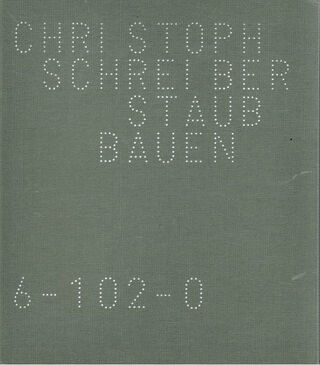 CHRISTOPH
SCHREIBER
STAUB
BAUEN
6-102-0